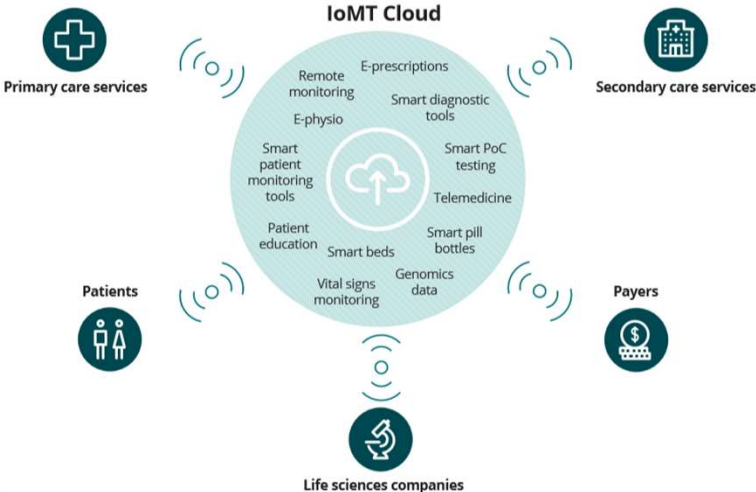 IoMT Cloud
Primary care services
Secondary care services
Remote
monitoring
E-prescriptions
Smart diagnostic
tools
E-physio
Smart
patient
monitoring
tools
Smart PoC
testing
Telemedicine
Patient
education
Smart beds
Smart pill
bottles
Vital signs
monitoring
Genomics
data
Patients
Payers
$
Life sciences companies